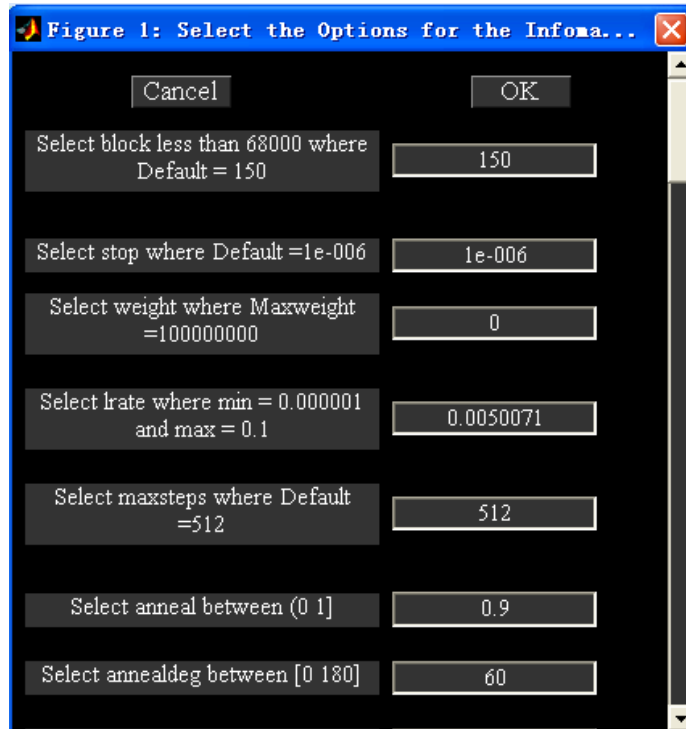 Figure 1: Select the Options for the Infoma...
Cancel
OK
Select block less than 68000 where
Default = 150
150
Select stop where Default =1e-006
1e-006
Select weight where Maxweight
=100000000
0
Select lrate where min = 0.000001
and max = 0.1
0.0050071
Select maxsteps where Default
=512
512
Select anneal between (0 1]
0.9
Select annealdeg between [0 180]
60